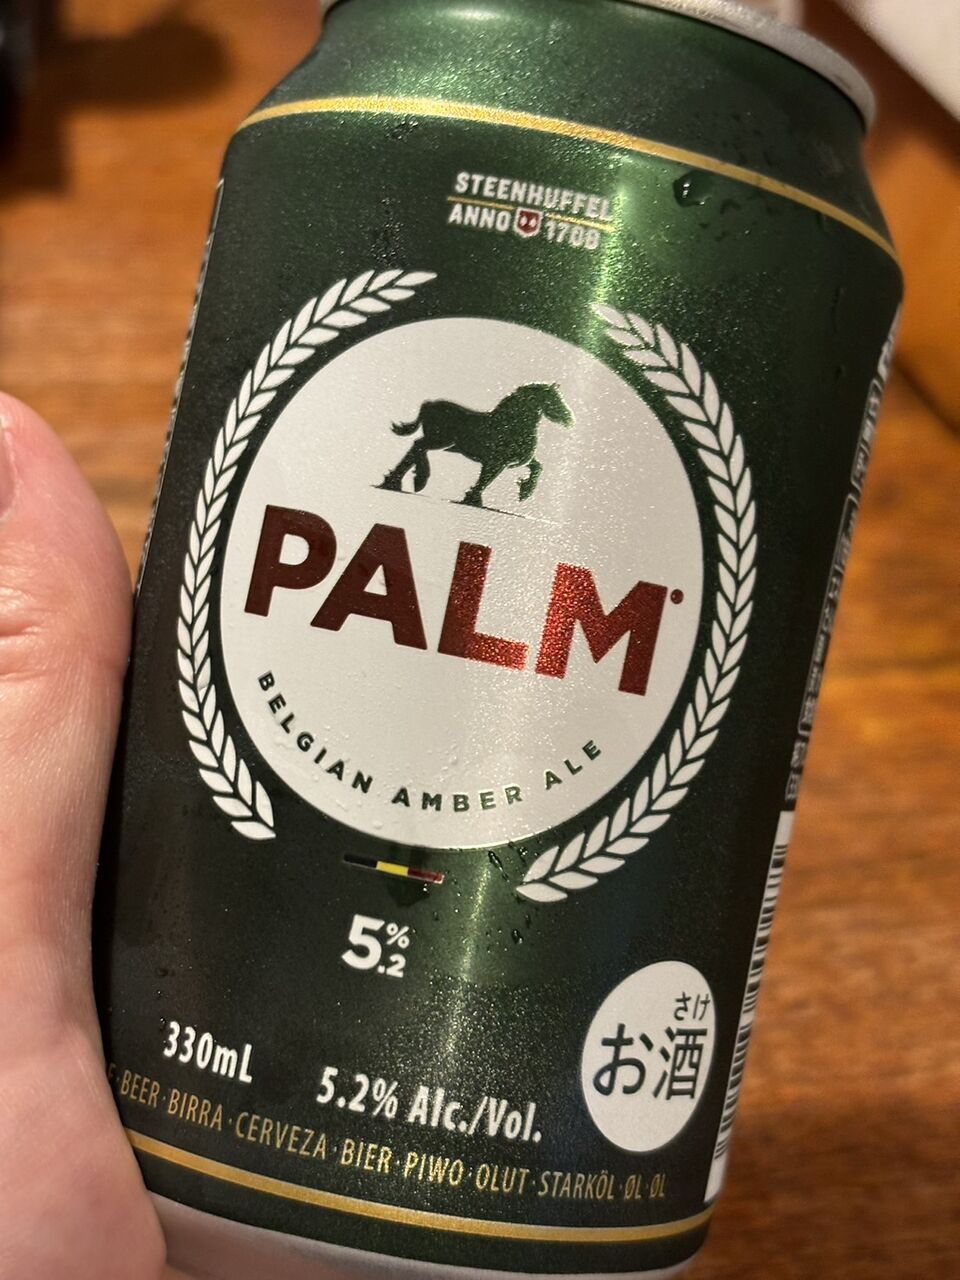 STEENHUFFEL
ANNO 1708
PALM
BELGIAN AMBER ALE
5.2%
330mL
5.2% Alc./Vol.
さけ
お酒
BEER·BIRRA·CERVEZA·BIER·PIWO·OLUT·STARKÖL·ØL·ØL